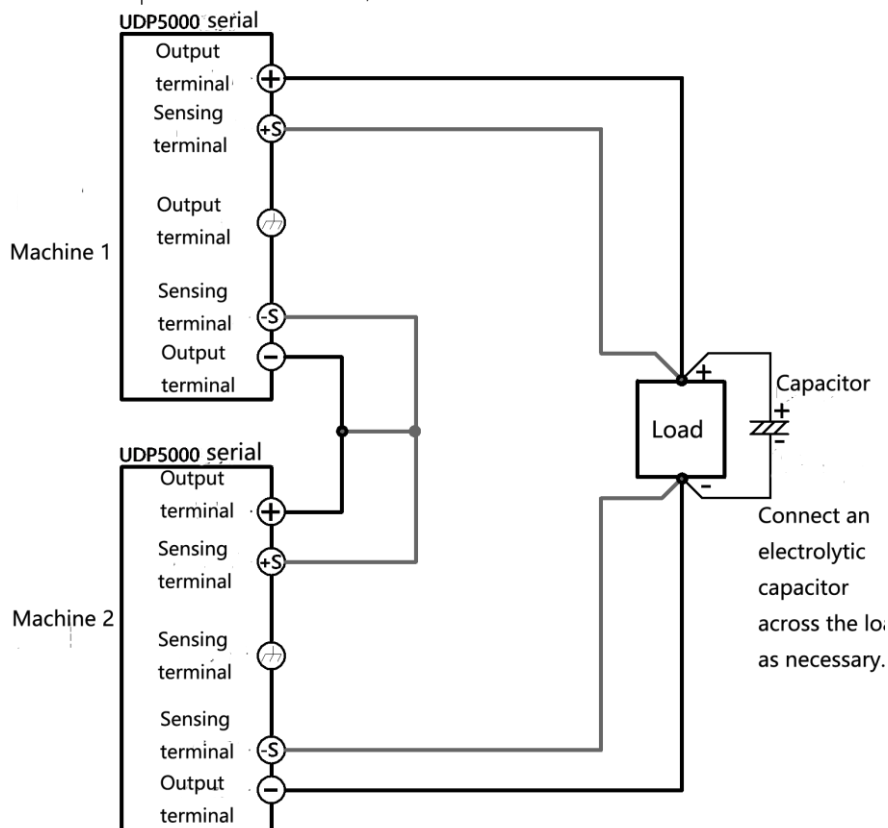 UDP5000 serial
Output
terminal +
Sensing
terminal +S
Output
terminal
Machine 1
Sensing
terminal -S
Output
terminal -
+
Capacitor
+
-
Load
-
UDP5000 serial
Output
terminal +
Sensing
terminal +S
Machine 2
Sensing
terminal
Sensing
terminal -S
Output
terminal -
Connect an
electrolytic
capacitor
across the
as necessary.